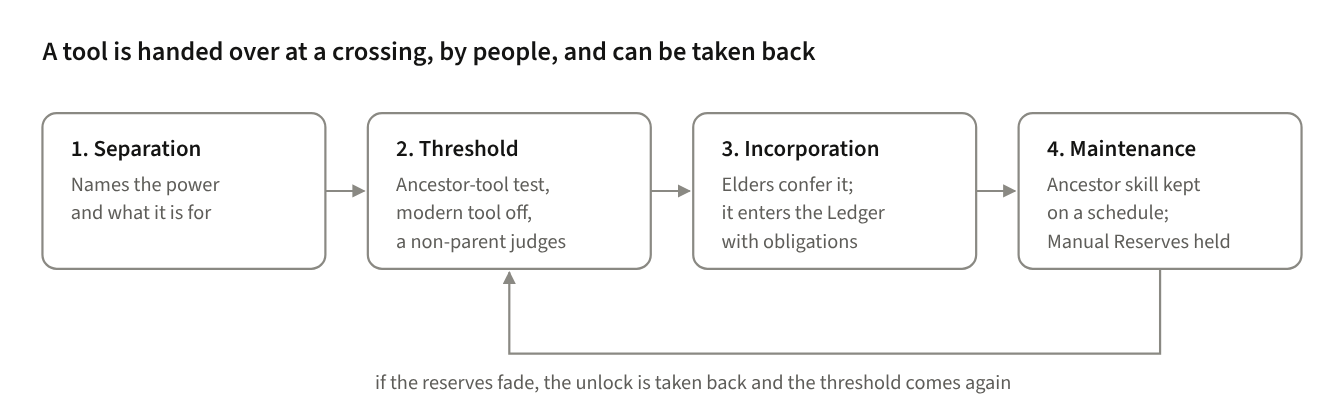 A tool is handed over at a crossing, by people, and can be taken back
1. Separation
Names the power
and what it is for
2. Threshold
Ancestor-tool test,
modern tool off,
a non-parent judges
3. Incorporation
Elders confer it;
it enters the Ledger
with obligations
4. Maintenance
Ancestor skill kept
on a schedule;
Manual Reserves held
if the reserves fade, the unlock is taken back and the threshold comes again